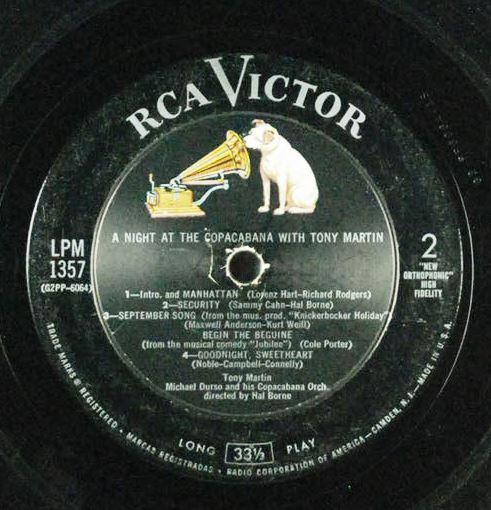 RCA VICTOR
A NIGHT AT THE COPACABANA WITH TONY MARTIN
LPM
1357
(G2PP-6064)
2
"NEW
ORTHOPHONIC"
HIGH
FIDELITY
1—Intro. and MANHATTAN (Lorenz Hart-Richard Rodgers)
2—SECURITY (Sammy Cahn-Hal Borne)
3—SEPTEMBER SONG (from the mus. prod. "Knickerbocker Holiday"
(Maxwell Anderson-Kurt Weill)
BEGIN THE BEGUINE
(from the musical comedy "Jubilee") (Cole Porter)
4—GOODNIGHT, SWEETHEART
(Noble-Campbell-Connelly)
Tony Martin
Michael Durso and his Copacabana Orch.
directed by Hal Borne
LONG 33⅓ PLAY
TRADE MARKS ® REGISTERED • MARCAS REGISTRADAS • RADIO CORPORATION OF AMERICA—CAMDEN, N.J.—MADE IN U.S.A.